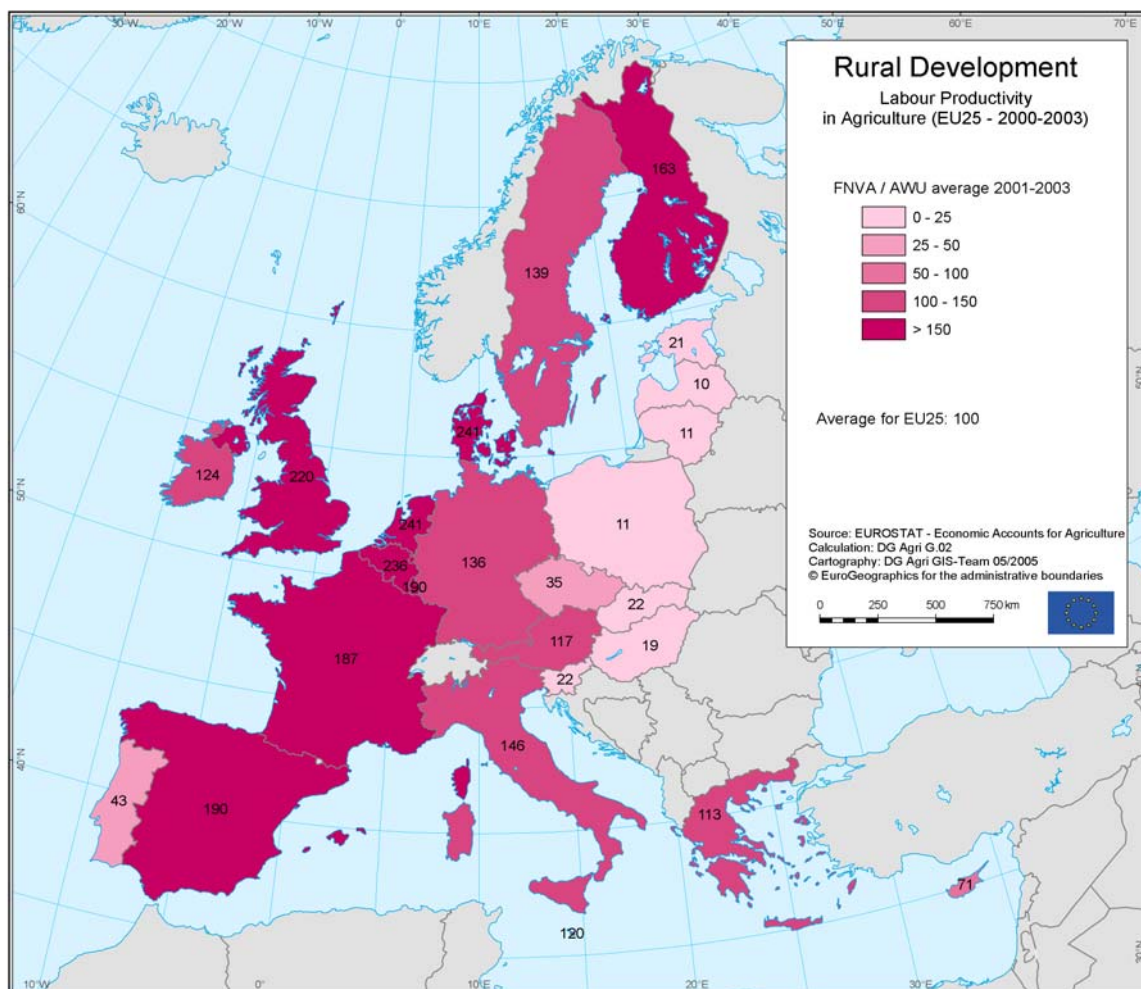 30°W
20°W
10°W
0°
10°E
20°E
30°E
40°E
50°E
60°E
70°E
60°N
50°N
40°N
Rural Development
Labour Productivity
in Agriculture (EU25 - 2000-2003)
FNVA / AWU average 2001-2003
0 - 25
25 - 50
50 - 100
100 - 150
> 150
Average for EU25: 100
Source: EUROSTAT - Economic Accounts for Agriculture
Calculation: DG Agri G.02
Cartography: DG Agri GIS-Team 05/2005
© EuroGeographics for the administrative boundaries
0 250 500 750 km
163
139
21
10
11
241
124
220
241
11
236
136
190
35
22
117
19
187
22
146
43
190
113
71
30°N
10°W
0°
10°E
20°E
30°E